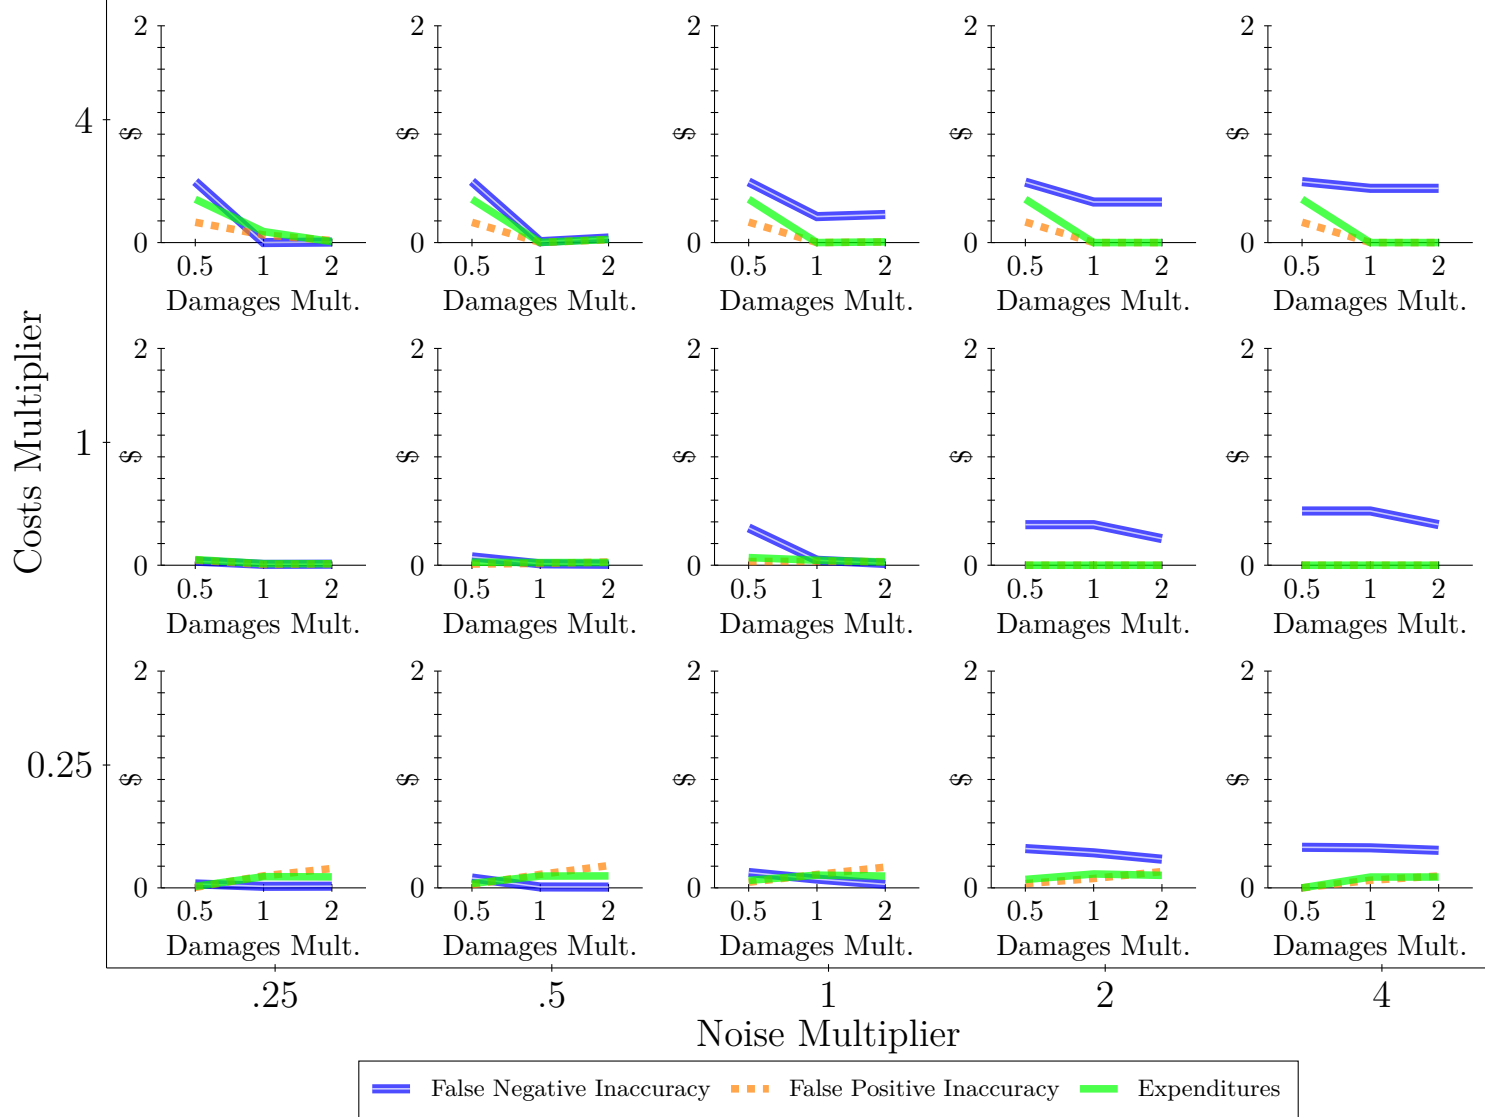 2 2 2 2 2
4 $ $ $ $ $
0 0 0 0 0
0.5 1 2 0.5 1 2 0.5 1 2 0.5 1 2 0.5 1 2
Damages Mult. Damages Mult. Damages Mult. Damages Mult. Damages Mult.
Costs Multiplier
2 2 2 2 2
1 $ $ $ $ $
0 0 0 0 0
0.5 1 2 0.5 1 2 0.5 1 2 0.5 1 2 0.5 1 2
Damages Mult. Damages Mult. Damages Mult. Damages Mult. Damages Mult.
2 2 2 2 2
0.25 $ $ $ $ $
0 0 0 0 0
0.5 1 2 0.5 1 2 0.5 1 2 0.5 1 2 0.5 1 2
Damages Mult. Damages Mult. Damages Mult. Damages Mult. Damages Mult.
.25 .5 1 2 4
Noise Multiplier
False Negative Inaccuracy False Positive Inaccuracy Expenditures